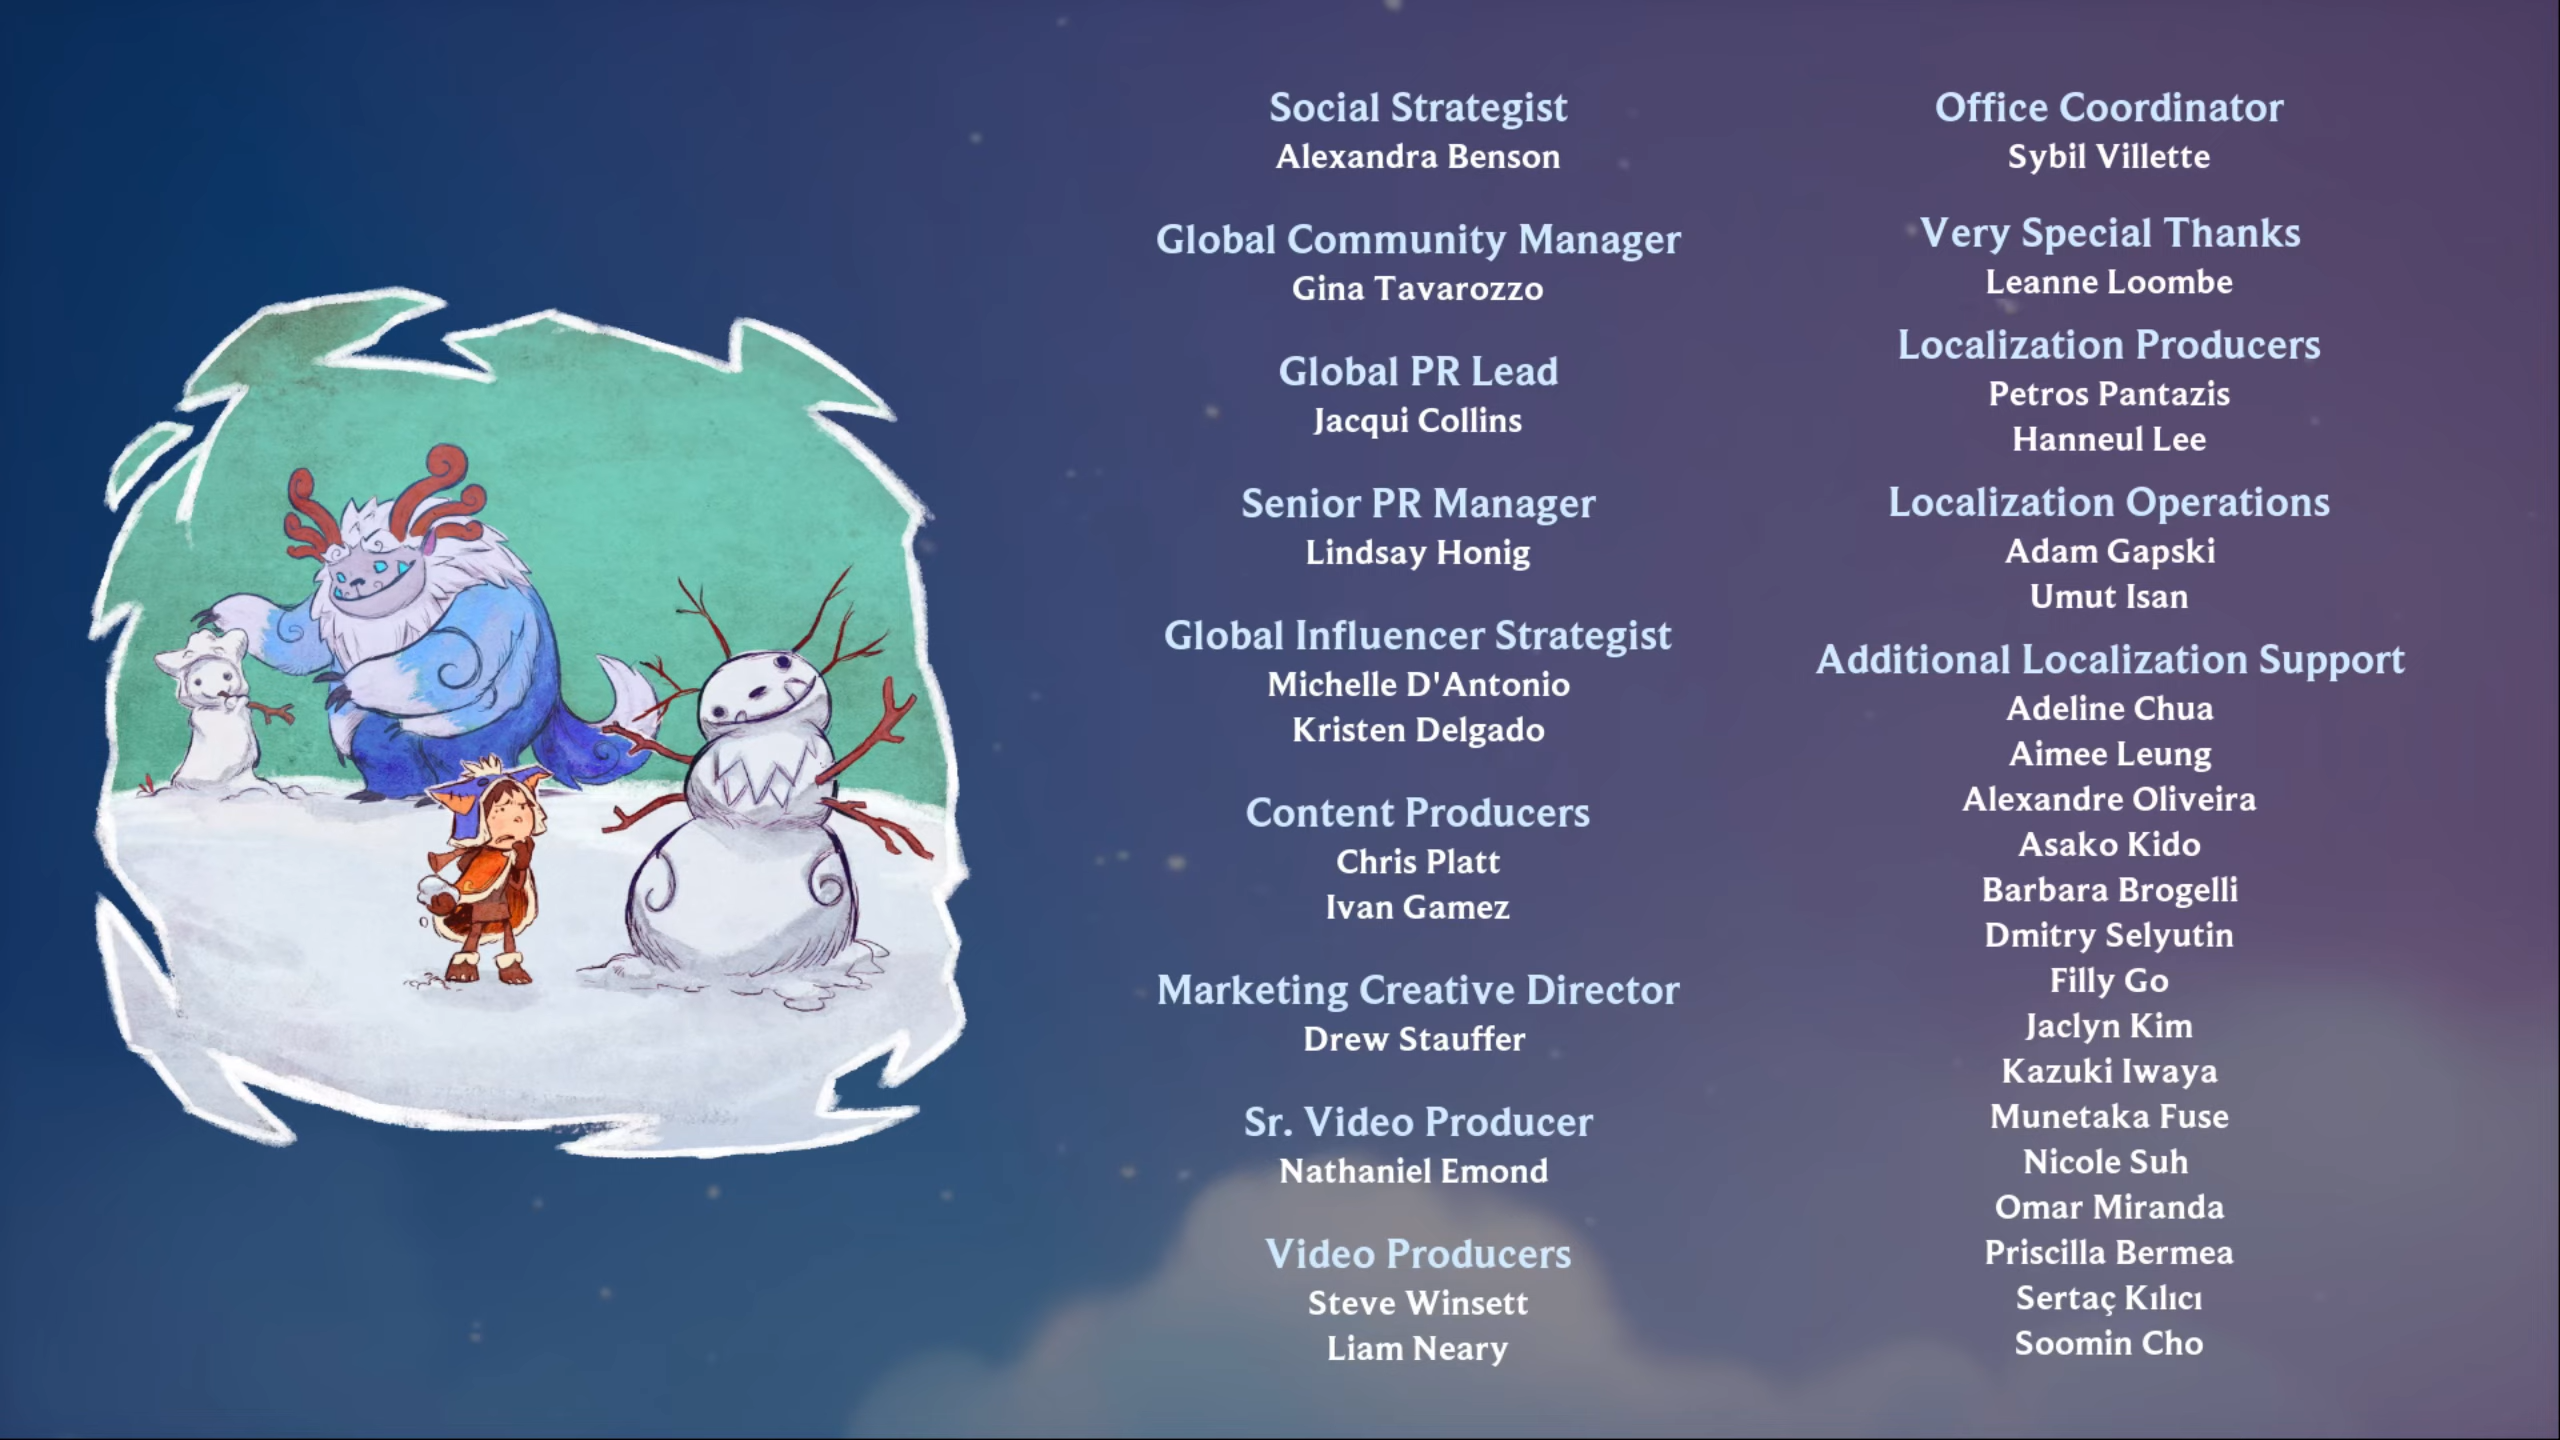 Social Strategist
Alexandra Benson
Global Community Manager
Gina Tavarozzo
Global PR Lead
Jacqui Collins
Senior PR Manager
Lindsay Honig
Global Influencer Strategist
Michelle D'Antonio
Kristen Delgado
Content Producers
Chris Platt
Ivan Gamez
Marketing Creative Director
Drew Stauffer
Sr. Video Producer
Nathaniel Emond
Video Producers
Steve Winsett
Liam Neary
Office Coordinator
Sybil Villette
Very Special Thanks
Leanne Loombe
Localization Producers
Petros Pantazis
Hanneul Lee
Localization Operations
Adam Gapski
Umut Isan
Additional Localization Support
Adeline Chua
Aimee Leung
Alexandre Oliveira
Asako Kido
Barbara Brogelli
Dmitry Selyutin
Filly Go
Jaclyn Kim
Kazuki Iwaya
Munetaka Fuse
Nicole Suh
Omar Miranda
Priscilla Bermea
Sertaç Kılıcı
Soomin Cho